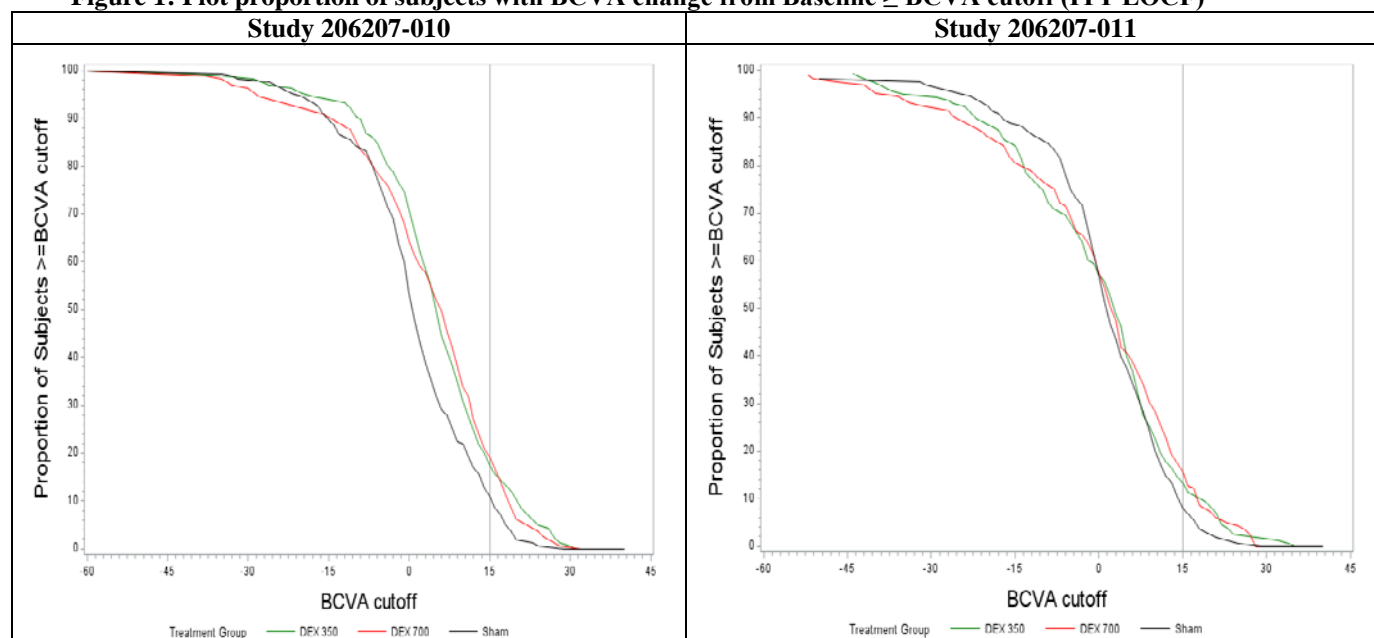 Figure 1: Plot proportion of subjects with BCVA change from Baseline ≥ BCVA cutoff (ITT-LOCF)
Study 206207-010
Proportion of Subjects >=BCVA cutoff
100
90
80
70
60
50
40
30
20
10
0
-60 -45 -30 -15 0 15 30 45
BCVA cutoff
Treatment Group DEX 350 DEX 700 Sham
Study 206207-011
Proportion of Subjects >=BCVA cutoff
100
90
80
70
60
50
40
30
20
10
0
-60 -45 -30 -15 0 15 30 45
BCVA cutoff
Treatment Group DEX 350 DEX 700 Sham